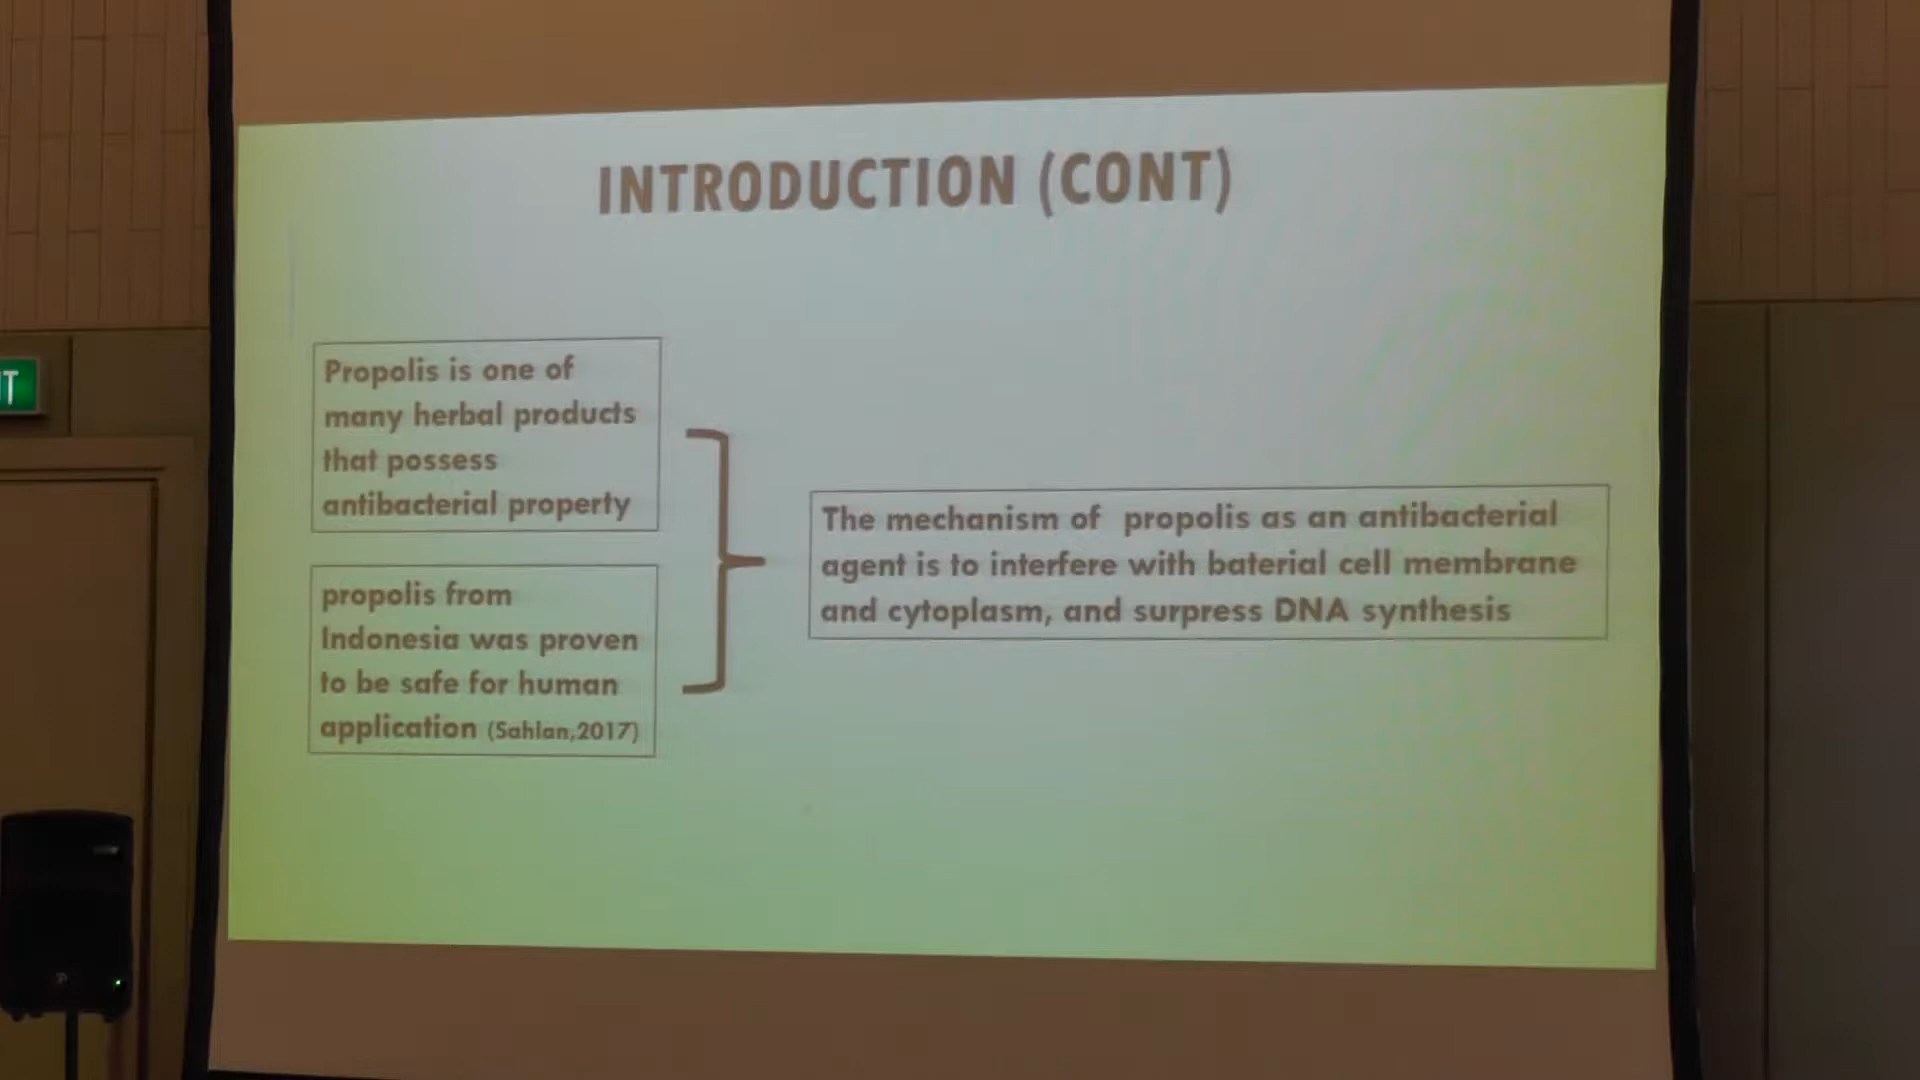 INTRODUCTION (CONT)
Propolis is one of
many herbal products
that possess
antibacterial property
propolis from
Indonesia was proven
to be safe for human
application (Sahlan,2017)
The mechanism of propolis as an antibacterial
agent is to interfere with baterial cell membrane
and cytoplasm, and surpress DNA synthesis